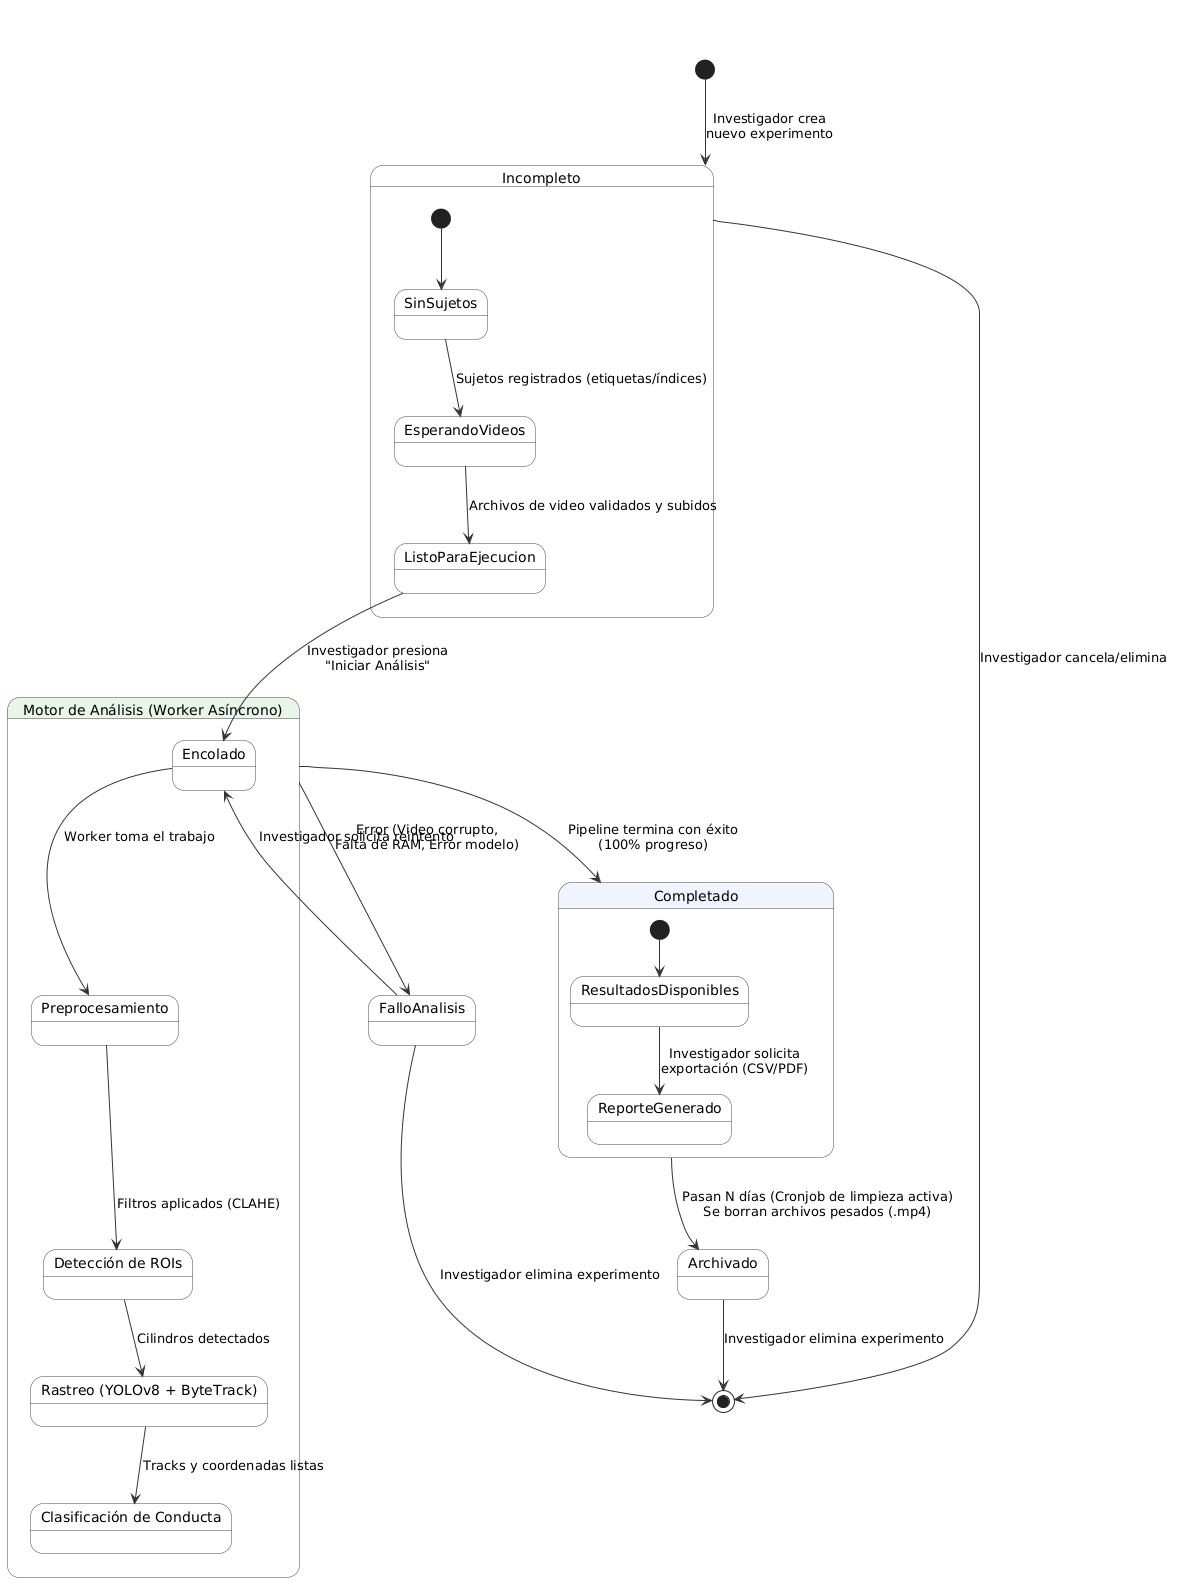 Investigador crea
nuevo experimento
Incompleto
SinSujetos
Sujetos registrados (etiquetas/índices)
EsperandoVideos
Archivos de video validados y subidos
ListoParaEjecucion
Investigador presiona
"Iniciar Análisis"
Investigador cancela/elimina
Motor de Análisis (Worker Asíncrono)
Encolado
Worker toma el trabajo
Investigador solicita reintento
Error (Video corrupto,
Falta de RAM, Error modelo)
Pipeline termina con éxito
(100% progreso)
Completado
ResultadosDisponibles
Preprocesamiento
FalloAnalisis
Investigador solicita
exportación (CSV/PDF)
ReporteGenerado
Filtros aplicados (CLAHE)
Pasan N días (Cronjob de limpieza activa)
Se borran archivos pesados (.mp4)
Detección de ROIs
Archivado
Investigador elimina experimento
Cilindros detectados
Investigador elimina experimento
Rastreo (YOLOv8 + ByteTrack)
Tracks y coordenadas listas
Clasificación de Conducta